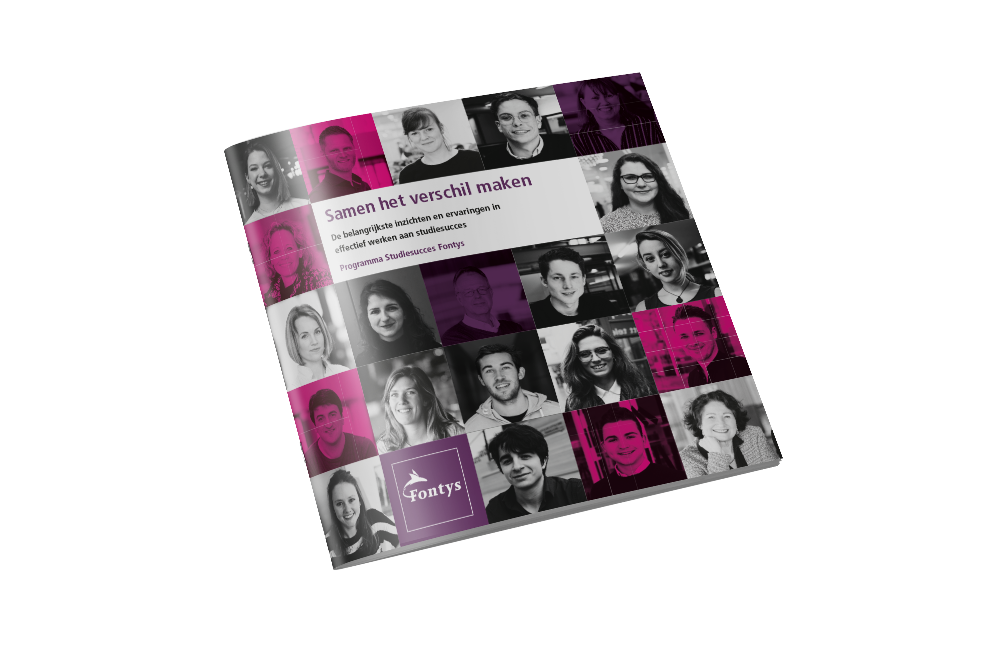 Samen het verschil maken
De belangrijkste inzichten en ervaringen in
effectief werken aan studiesucces
Programma Studiesucces Fontys
Fontys